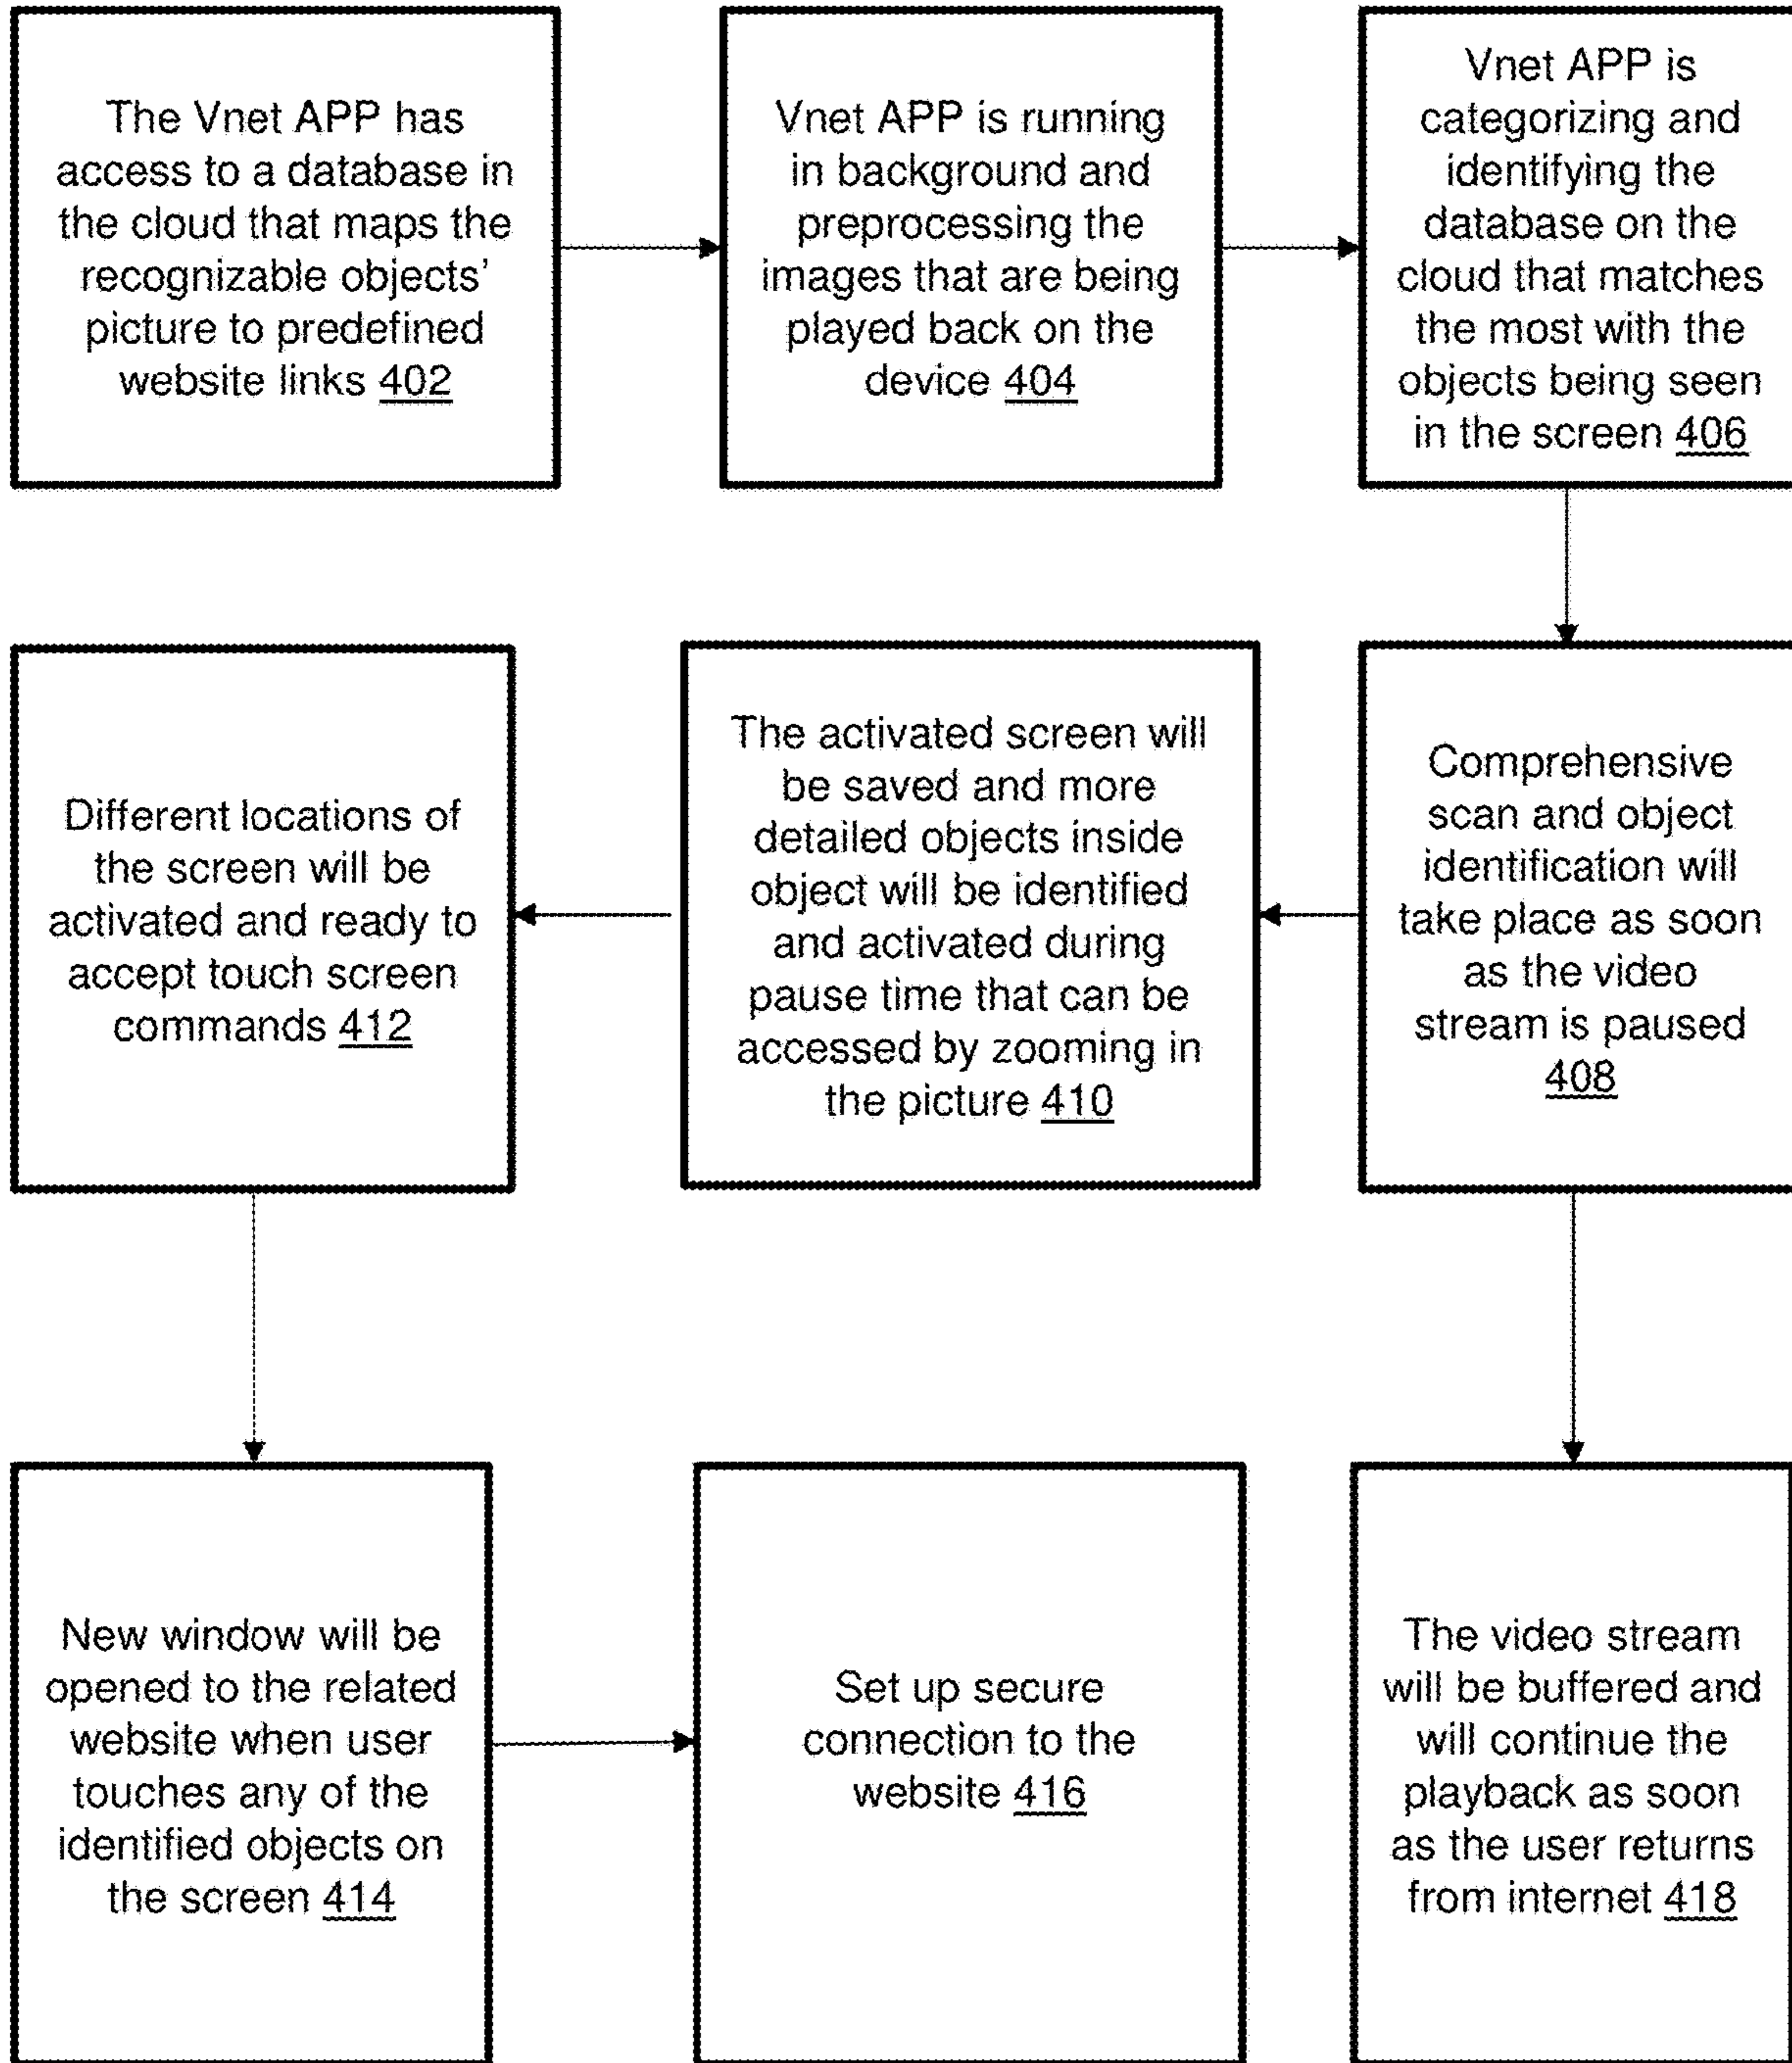 The Vnet APP has
access to a database in
the cloud that maps the
recognizable objects'
picture to predefined
website links 402
Vnet APP is running
in background and
preprocessing the
images that are being
played back on the
device 404
Vnet APP is
categorizing and
identifying the
database on the
cloud that matches
the most with the
objects being seen
in the screen 406
Comprehensive
scan and object
identification will
take place as soon
as the video
stream is paused
408
The activated screen will
be saved and more
detailed objects inside
object will be identified
and activated during
pause time that can be
accessed by zooming in
the picture 410
Different locations of
the screen will be
activated and ready to
accept touch screen
commands 412
New window will be
opened to the related
website when user
touches any of the
identified objects on
the screen 414
Set up secure
connection to the
website 416
The video stream
will be buffered and
will continue the
playback as soon
as the user returns
from internet 418